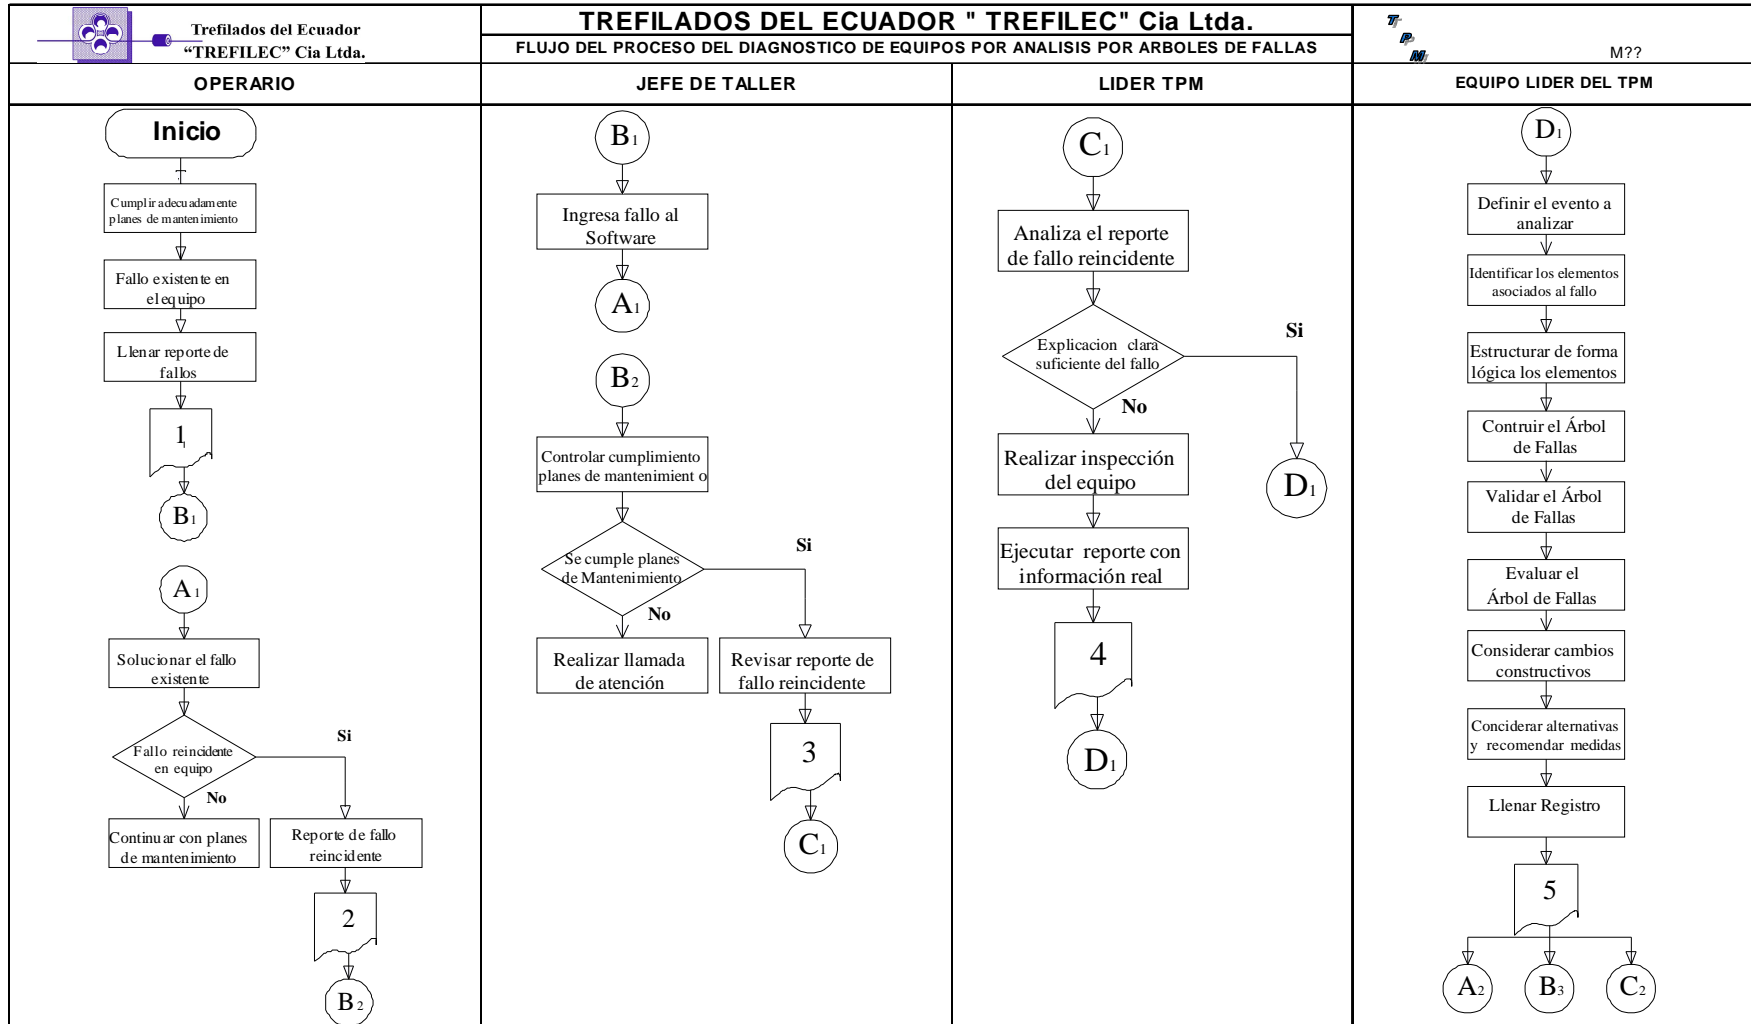 Trefilados del Ecuador
“TREFILEC” Cia Ltda.
TREFILADOS DEL ECUADOR " TREFILEC" Cia Ltda.
FLUJO DEL PROCESO DEL DIAGNOSTICO DE EQUIPOS POR ANALISIS POR ARBOLES DE FALLAS
T
P
M
M??
OPERARIO
JEFE DE TALLER
LIDER TPM
EQUIPO LIDER DEL TPM
Inicio
Cumplir adecuadamente
planes de mantenimiento
Fallo existente en
el equipo
Llenar reporte de
fallos
1
B1
A1
Solucionar el fallo
existente
Fallo reincidente
en equipo
Si
No
Continuar con planes
de mantenimiento
Reporte de fallo
reincidente
2
B2
B1
Ingresa fallo al
Software
A1
B2
Controlar cumplimiento
planes de mantenimient o
Se cumple planes
de Mantenimiento
Si
No
Realizar llamada
de atención
Revisar reporte de
fallo reincidente
3
C1
C1
Analiza el reporte
de fallo reincidente
Explicacion clara
suficiente del fallo
Si
No
D1
Realizar inspección
del equipo
Ejecutar reporte con
información real
4
D1
D1
Definir el evento a
analizar
Identificar los elementos
asociados al fallo
Estructurar de forma
lógica los elementos
Contruir el Árbol
de Fallas
Validar el Árbol
de Fallas
Evaluar el
Árbol de Fallas
Considerar cambios
constructivos
Conciderar alternativas
y recomendar medidas
Llenar Registro
5
A2
B3
C2